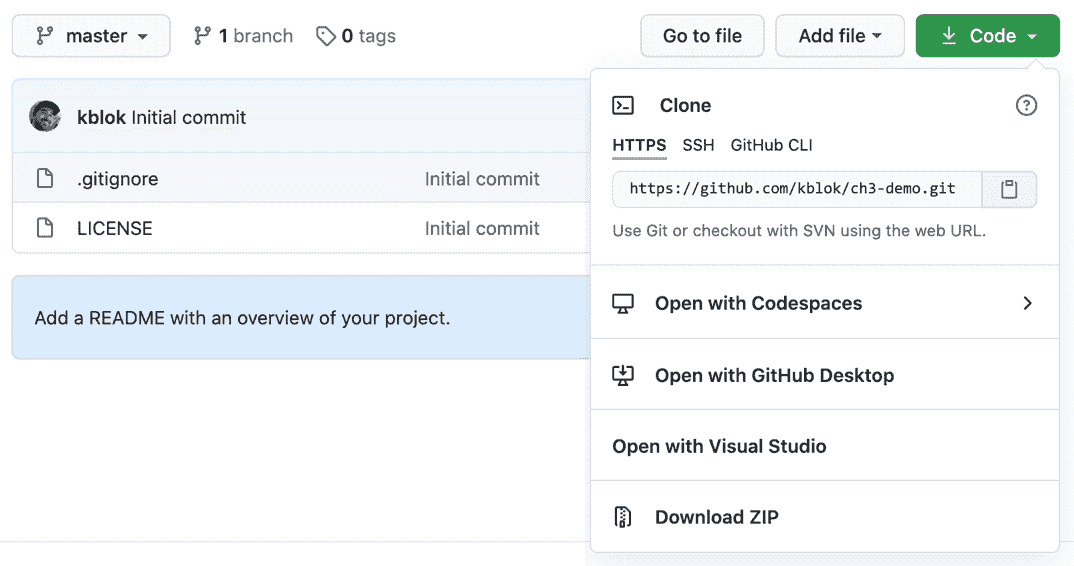 master 1 branch 0 tags Go to file Add file Code
kblok Initial commit
.gitignore Initial commit
LICENSE Initial commit
Add a README with an overview of your project.
Clone
HTTPS SSH GitHub CLI
https://github.com/kblok/ch3-demo.git
Use Git or checkout with SVN using the web URL.
Open with Codespaces
Open with GitHub Desktop
Open with Visual Studio
Download ZIP